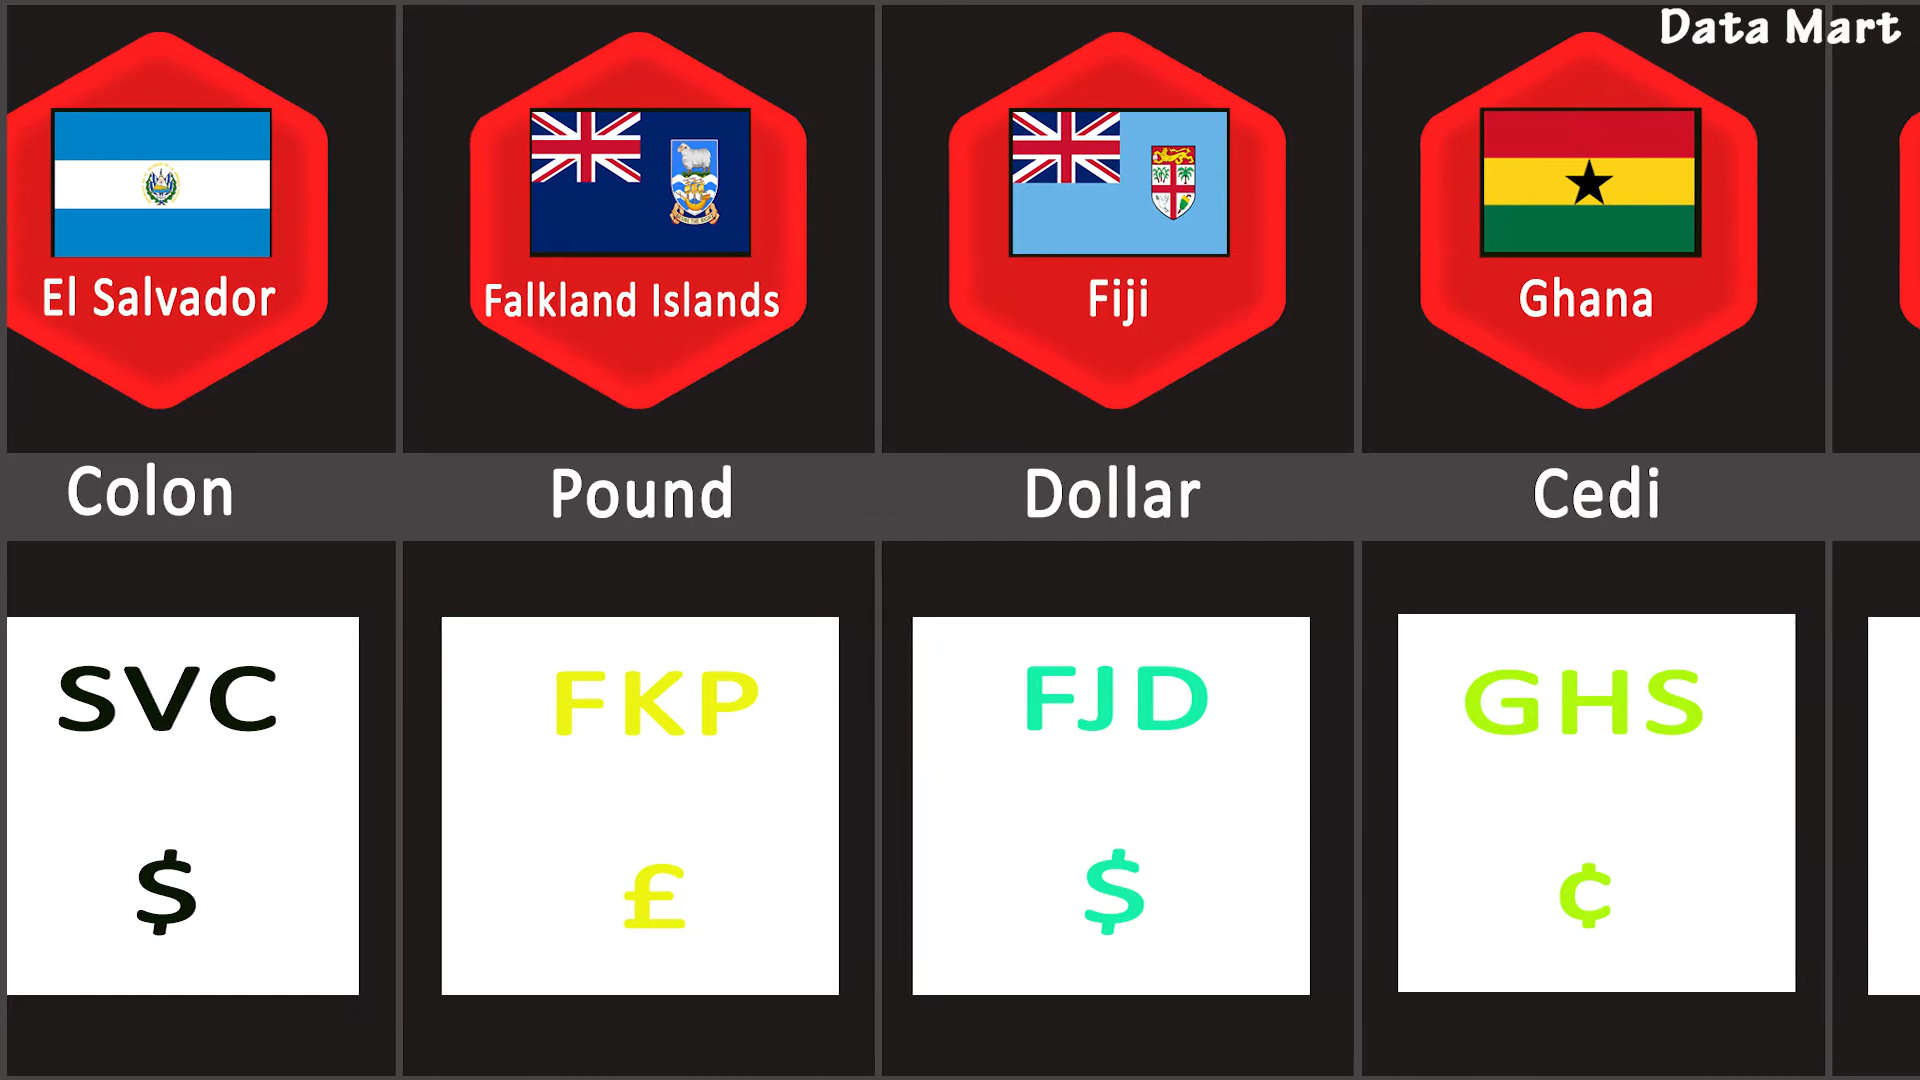 Data Mart
El Salvador
Falkland Islands
Fiji
Ghana
Colon
Pound
Dollar
Cedi
SVC
FKP
FJD
GHS
$
£
$
¢